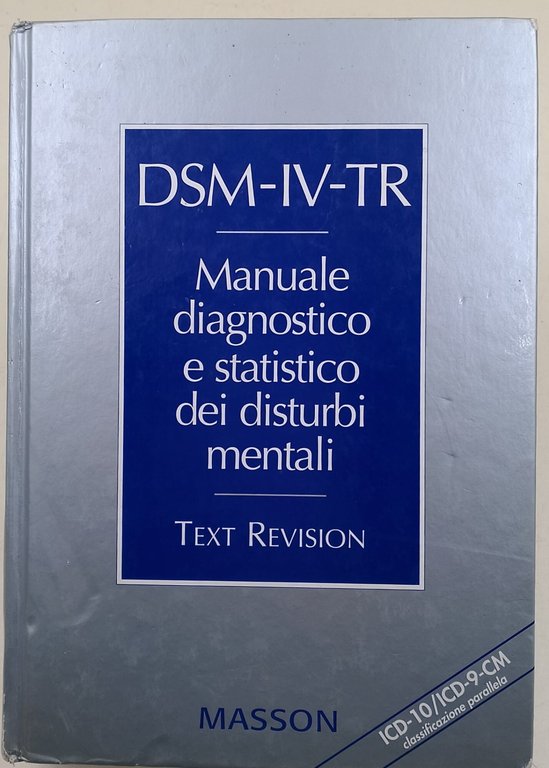 DSM-IV-TR
Manuale
diagnostico
e statistico
dei disturbi
mentali
TEXT REVISION
ICD-10/ICD-9-CM
classificazione parallela
MASSON